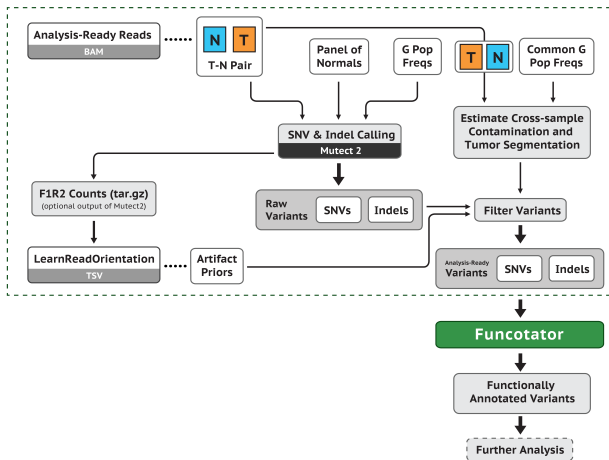 Analysis-Ready Reads
BAM
N T
T-N Pair
Panel of
Normals
G Pop
Freqs
T N
Common G
Pop Freqs
SNV & Indel Calling
Mutect 2
Estimate Cross-sample
Contamination and
Tumor Segmentation
F1R2 Counts (tar.gz)
(optional output of Mutect2)
Raw
Variants
SNVs
Indels
Filter Variants
LearnReadOrientation
TSV
Artifact
Priors
Analysis-Ready
Variants
SNVs
Indels
Funcotator
Functionally
Annotated Variants
Further Analysis